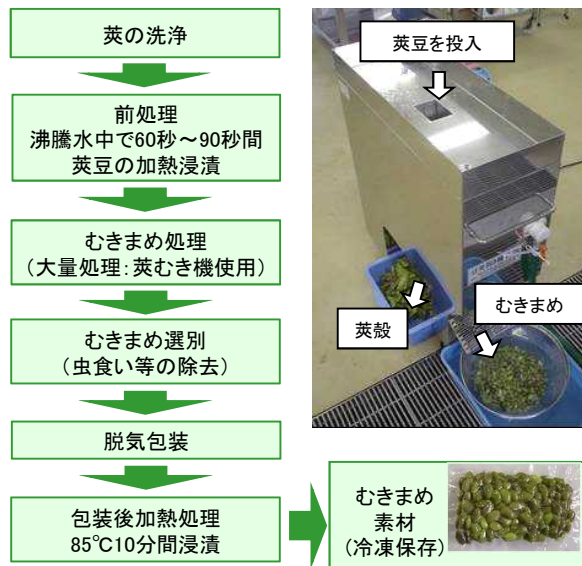 莢の洗浄
前処理
沸騰水中で60秒～90秒間
莢豆の加熱浸漬
むきまめ処理
（大量処理：莢むき機使用）
むきまめ選別
（虫食い等の除去）
脱気包装
包装後加熱処理
85℃10分間浸漬
むきまめ
素材
（冷凍保存）
莢豆を投入
莢殻
むきまめ